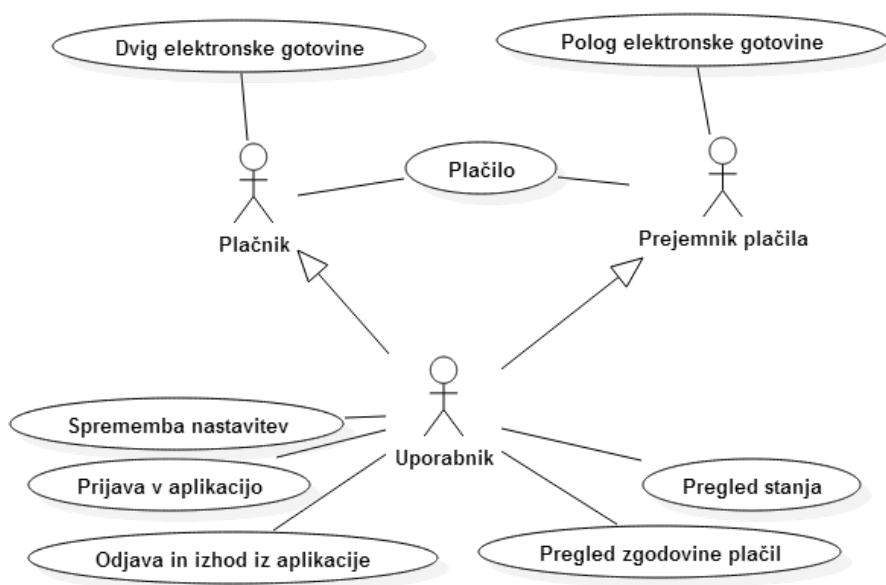 Dvig elektronske gotovine
Polog elektronske gotovine
Plačilo
Plačnik
Prejemnik plačila
Sprememba nastavitev
Uporabnik
Prijava v aplikacijo
Pregled stanja
Odjava in izhod iz aplikacije
Pregled zgodovine plačil